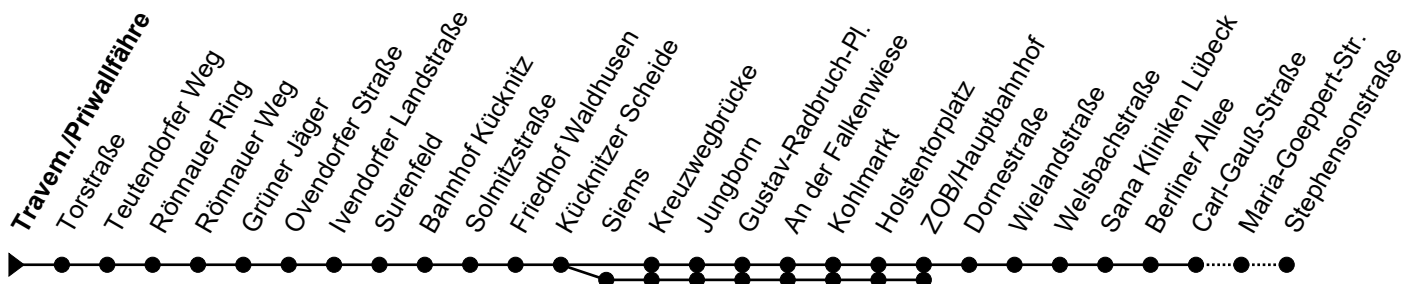 Travem./Priwallfähre
Torstraße
Teutendorfer Weg
Rönnauer Ring
Rönnauer Weg
Grüner Jäger
Ovendorfer Straße
Ivendorfer Landstraße
Surenfeld
Bahnhof Kücknitz
Solmitzstraße
Friedhof Waldhusen
Kücknitzer Scheide
Siems
Kreuzwegbrücke
Jungborn
Gustav-Radbruch-Pl.
An der Falkenwiese
Kohlmarkt
Holstentorplatz
ZOB/Hauptbahnhof
Dornestraße
Wielandstraße
Welsbachstraße
Sana Kliniken Lübeck
Berliner Allee
Carl-Gauß-Straße
Maria-Goeppert-Str.
Stephensonstraße